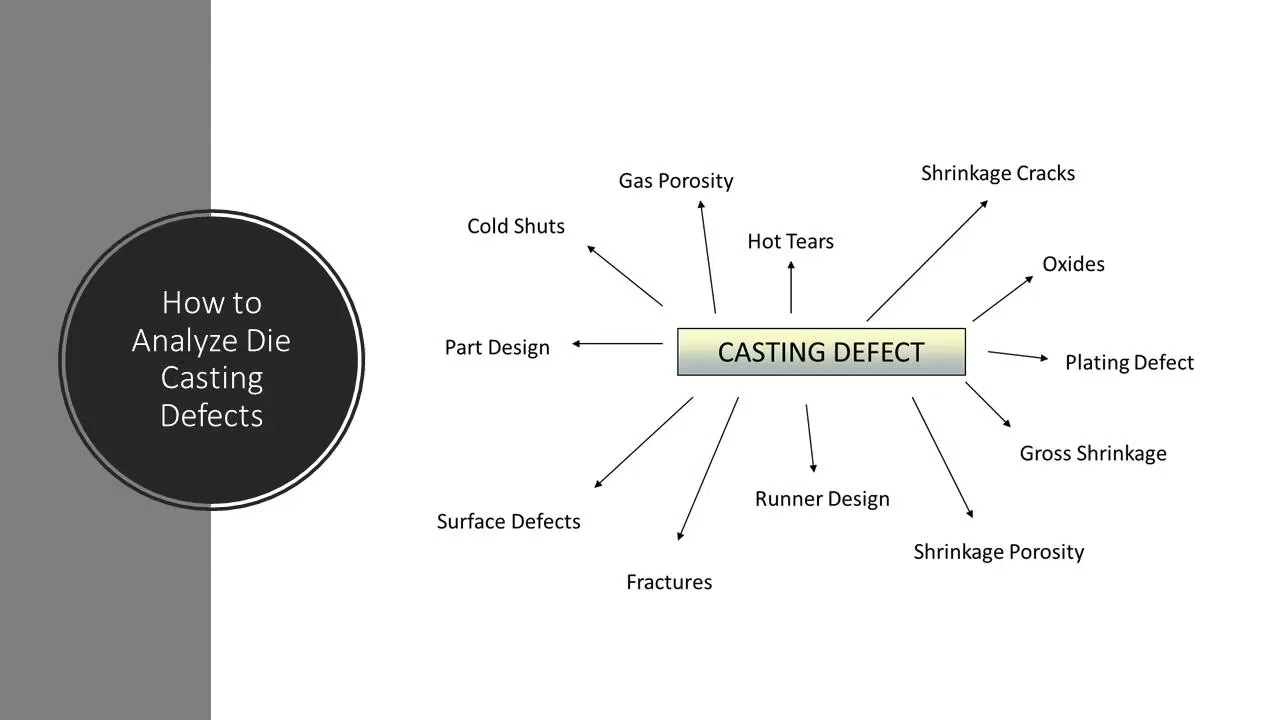 How to
Analyze Die
Casting
Defects
Shrinkage Cracks
Gas Porosity
Cold Shuts
Hot Tears
Oxides
Part Design
CASTING DEFECT
Plating Defect
Gross Shrinkage
Runner Design
Surface Defects
Shrinkage Porosity
Fractures